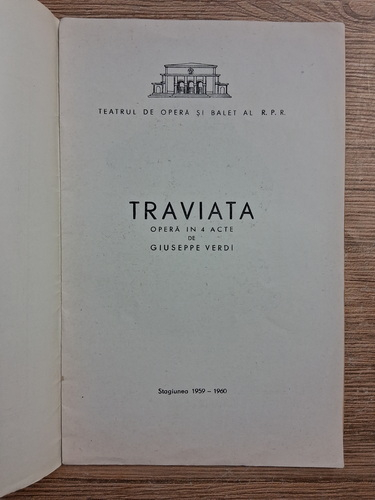 TEATRUL DE OPERĂ ȘI BALET AL R. P. R.
TRAVIATA
OPERĂ IN 4 ACTE
DE
GIUSEPPE VERDI
Stagiunea 1959 – 1960